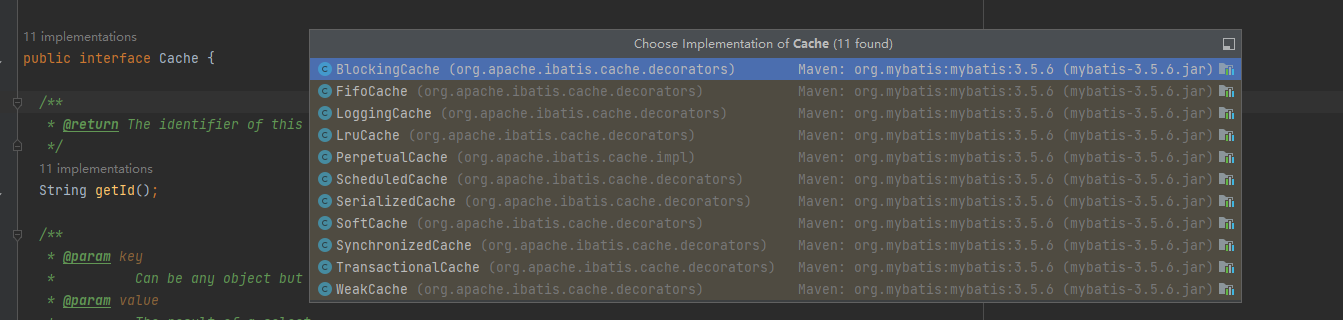 11 implementations
public interface Cache {
/**
* @return The identifier of this
*/
11 implementations
String getId();
/**
* @param key
* Can be any object but
* @param value
Choose Implementation of Cache (11 found)
BlockingCache (org.apache.ibatis.cache.decorators) Maven: org.mybatis:mybatis:3.5.6 (mybatis-3.5.6.jar)
FifoCache (org.apache.ibatis.cache.decorators) Maven: org.mybatis:mybatis:3.5.6 (mybatis-3.5.6.jar)
LoggingCache (org.apache.ibatis.cache.decorators) Maven: org.mybatis:mybatis:3.5.6 (mybatis-3.5.6.jar)
LruCache (org.apache.ibatis.cache.decorators) Maven: org.mybatis:mybatis:3.5.6 (mybatis-3.5.6.jar)
PerpetualCache (org.apache.ibatis.cache.impl) Maven: org.mybatis:mybatis:3.5.6 (mybatis-3.5.6.jar)
ScheduledCache (org.apache.ibatis.cache.decorators) Maven: org.mybatis:mybatis:3.5.6 (mybatis-3.5.6.jar)
SerializedCache (org.apache.ibatis.cache.decorators) Maven: org.mybatis:mybatis:3.5.6 (mybatis-3.5.6.jar)
SoftCache (org.apache.ibatis.cache.decorators) Maven: org.mybatis:mybatis:3.5.6 (mybatis-3.5.6.jar)
SynchronizedCache (org.apache.ibatis.cache.decorators) Maven: org.mybatis:mybatis:3.5.6 (mybatis-3.5.6.jar)
TransactionalCache (org.apache.ibatis.cache.decorators) Maven: org.mybatis:mybatis:3.5.6 (mybatis-3.5.6.jar)
WeakCache (org.apache.ibatis.cache.decorators) Maven: org.mybatis:mybatis:3.5.6 (mybatis-3.5.6.jar)